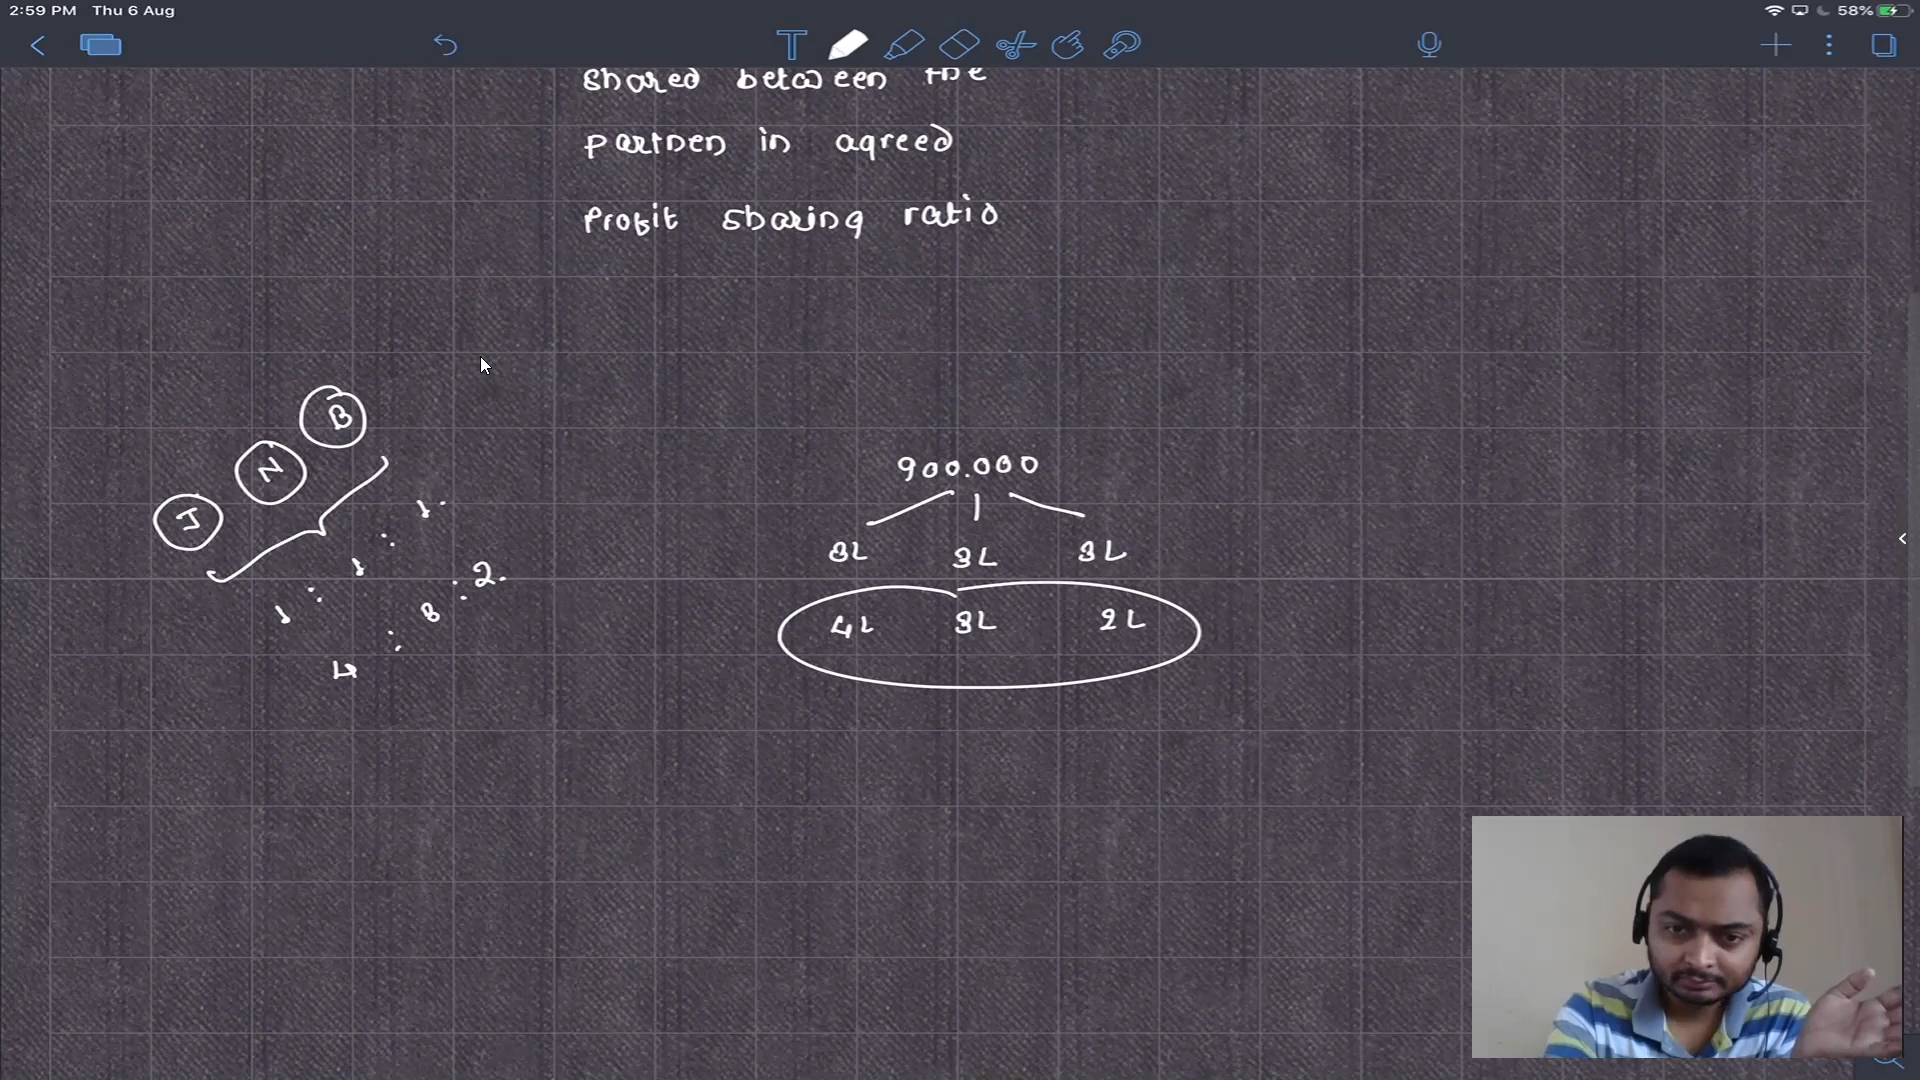 2:59 PM Thu 6 Aug
58%
T
shared between the
partners in agreed
Profit sharing ratio
B
N
J
1 : 1 : 1.
4 : 3 : 2.
900.000
3L 3L 3L
4L 3L 2L